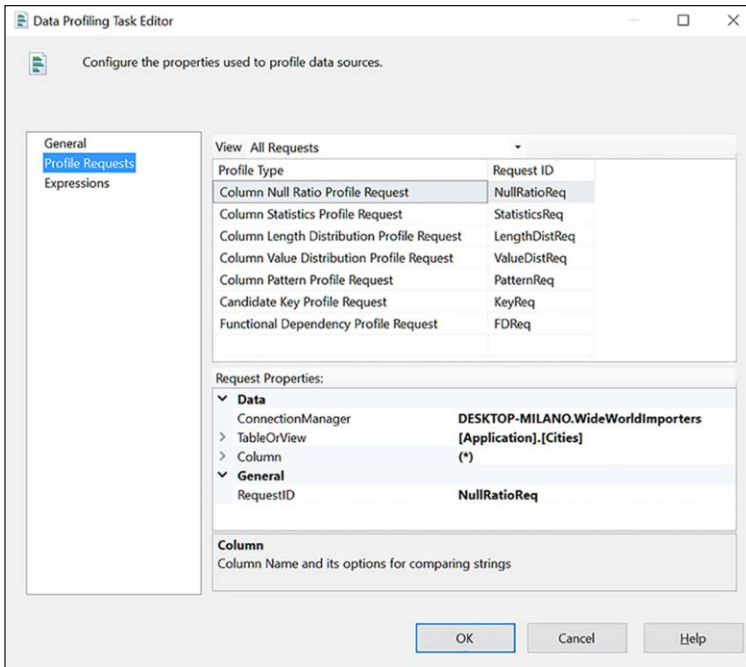 Data Profiling Task Editor
Configure the properties used to profile data sources.
General
Profile Requests
Expressions
View All Requests
Profile Type Request ID
Column Null Ratio Profile Request NullRatioReq
Column Statistics Profile Request StatisticsReq
Column Length Distribution Profile Request LengthDistReq
Column Value Distribution Profile Request ValueDistReq
Column Pattern Profile Request PatternReq
Candidate Key Profile Request KeyReq
Functional Dependency Profile Request FDReq
Request Properties:
Data
ConnectionManager DESKTOP-MILANO.WideWorldImporters
TableOrView [Application].[Cities]
Column (*)
General
RequestID NullRatioReq
Column
Column Name and its options for comparing strings
OK Cancel Help